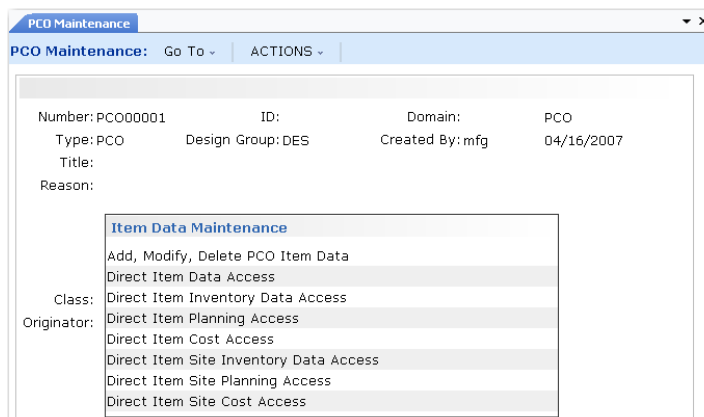 PCO Maintenance
PCO Maintenance: Go To ACTIONS
Number: PCO00001 ID: Domain: PCO
Type: PCO Design Group: DES Created By: mfg 04/16/2007
Title:
Reason:
Item Data Maintenance
Add, Modify, Delete PCO Item Data
Direct Item Data Access
Class: Direct Item Inventory Data Access
Originator: Direct Item Planning Access
Direct Item Cost Access
Direct Item Site Inventory Data Access
Direct Item Site Planning Access
Direct Item Site Cost Access